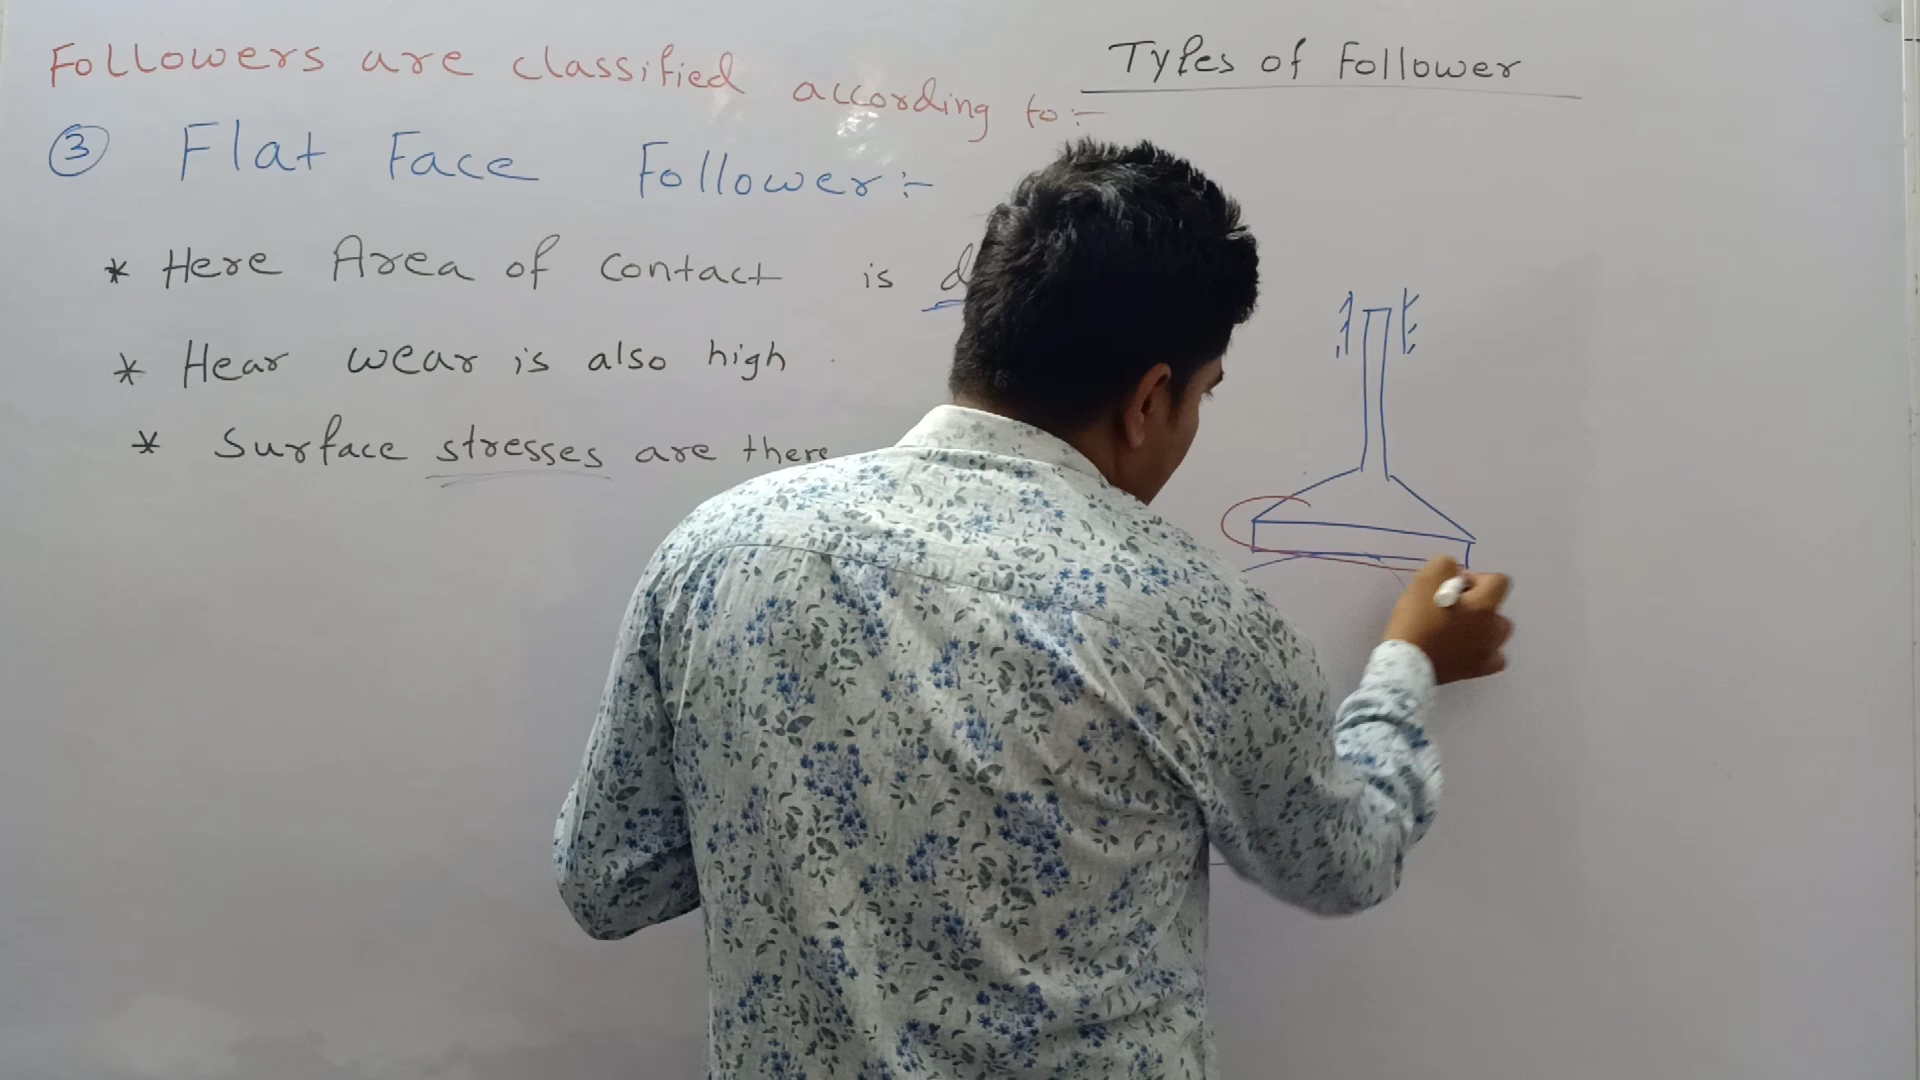 Types of Follower
Followers are classified according to:-
③ Flat Face Follower:-
* Here Area of contact is
* Hear wear is also high
* Surface stresses are there